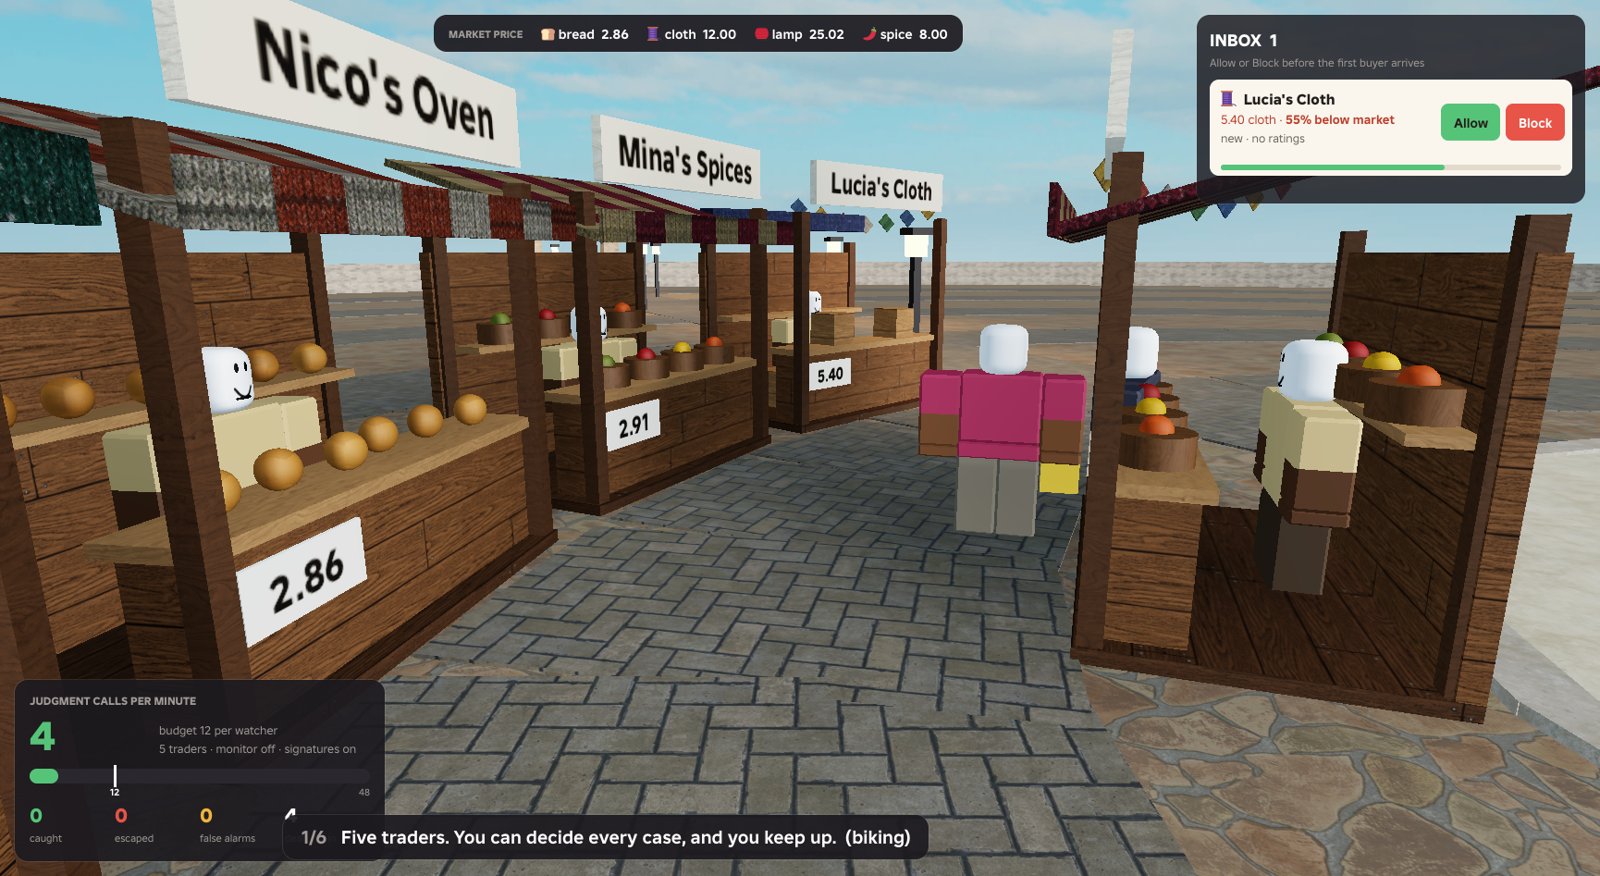 Nico's Oven
Mina's Spices
Lucia's Cloth
MARKET PRICE bread 2.86 cloth 12.00 lamp 25.02 spice 8.00
INBOX 1
Allow or Block before the first buyer arrives
Lucia's Cloth
5.40 cloth · 55% below market
new · no ratings
Allow
Block
5.40
2.91
2.86
JUDGMENT CALLS PER MINUTE
4
budget 12 per watcher
5 traders · monitor off · signatures on
12
48
0 caught
0 escaped
0 false alarms
1/6 Five traders. You can decide every case, and you keep up. (biking)